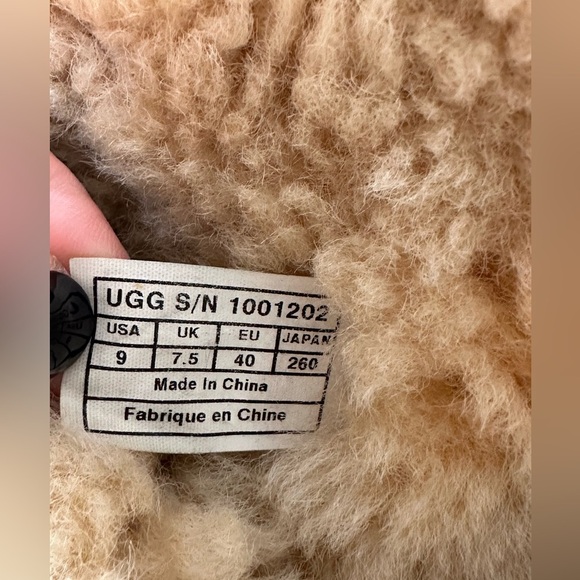 UGG S/N 1001202
USA UK EU JAPAN
9 7.5 40 260
Made In China
Fabrique en Chine